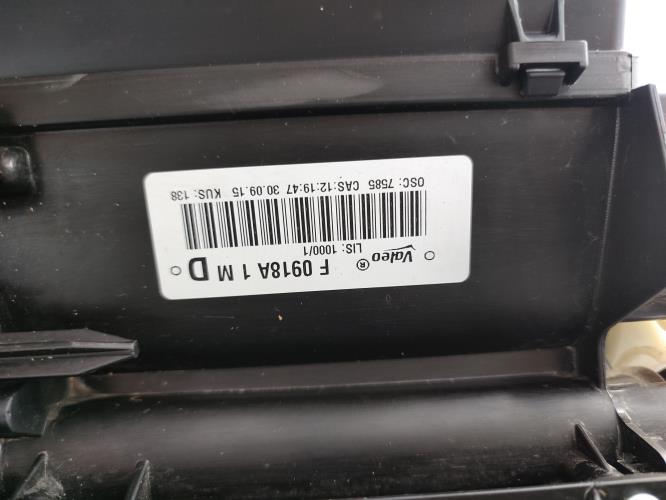 Valeo® F 0918A 1 M D
LIS: 1000/1
OSC: 7585 CAS:12:19:47 30.09.15 KUS: 138